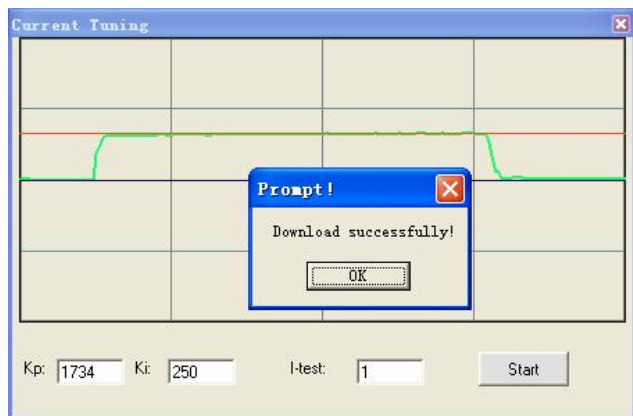 Current Tuning
Prompt!
Download successfully!
OK
Kp: 1734 Ki: 250 I-test: 1 Start